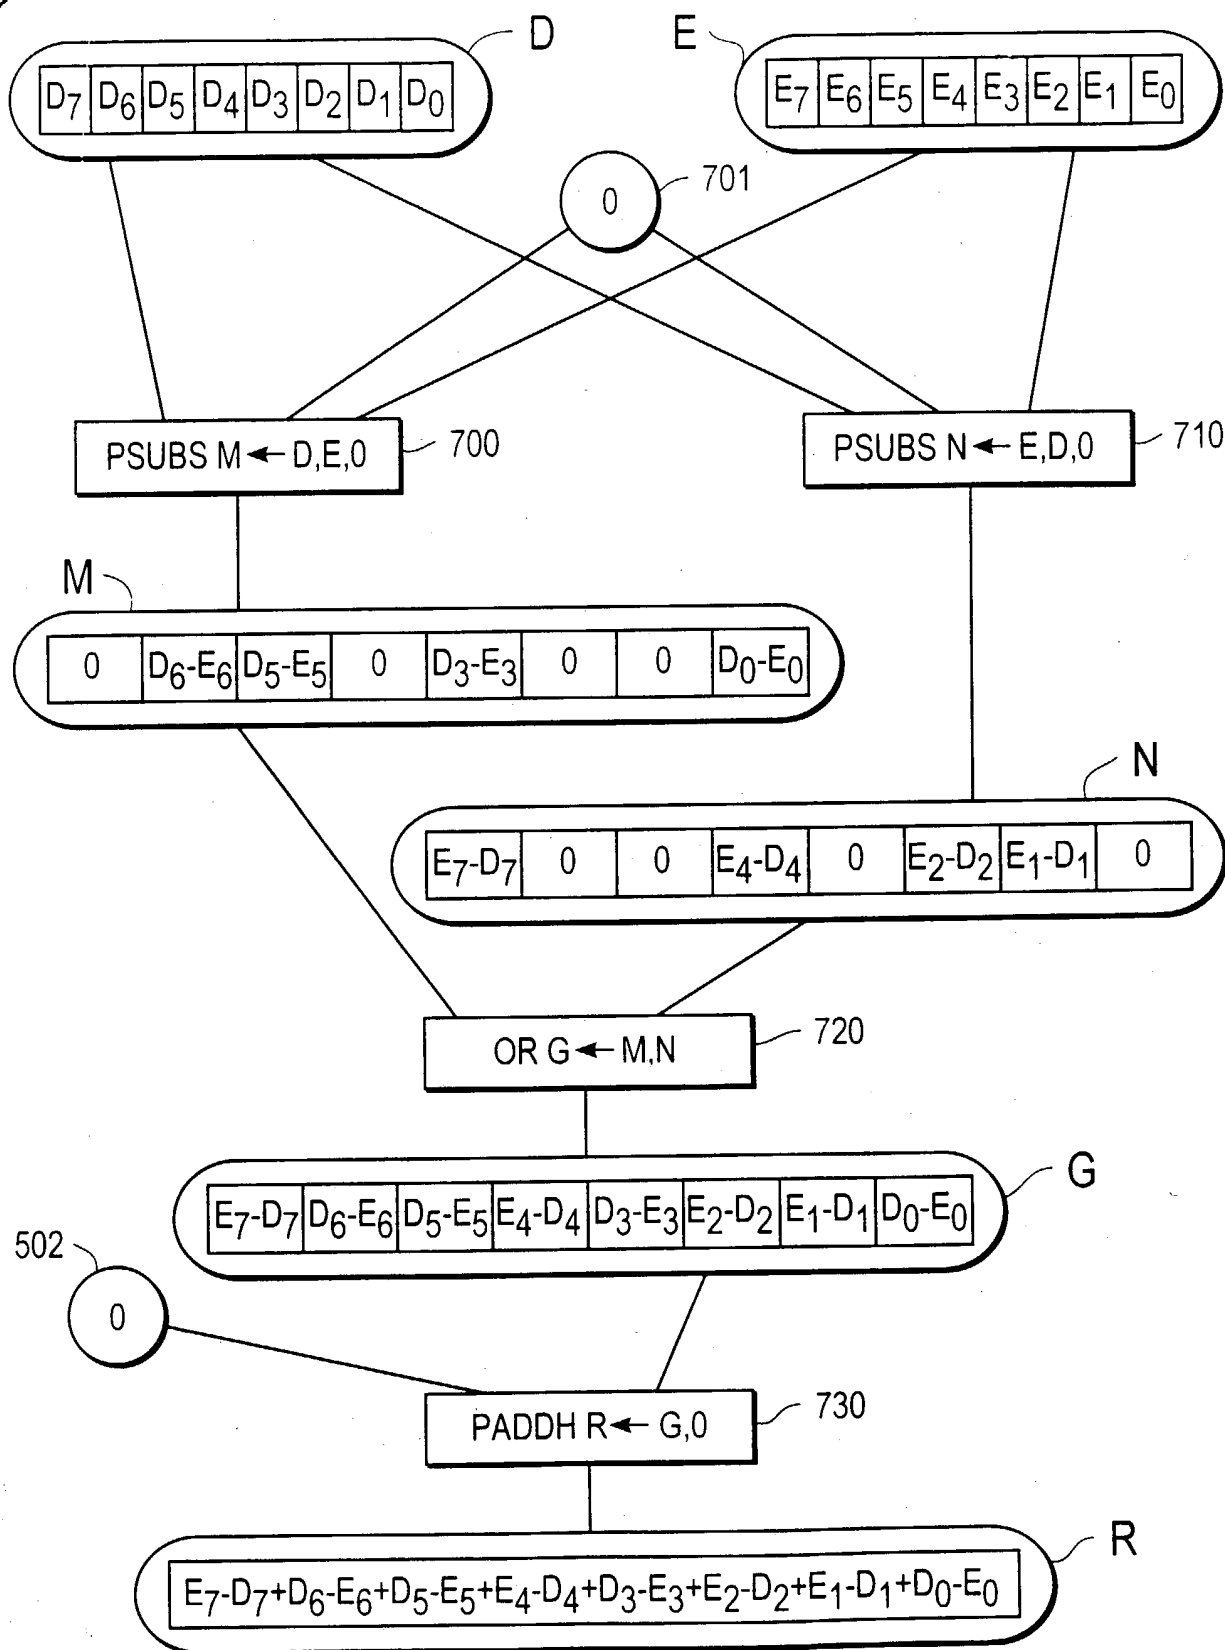 D
E
D7 D6 D5 D4 D3 D2 D1 D0
E7 E6 E5 E4 E3 E2 E1 E0
0
701
PSUBS M ← D,E,0
700
PSUBS N ← E,D,0
710
M
0 D6-E6 D5-E5 0 D3-E3 0 0 D0-E0
N
E7-D7 0 0 E4-D4 0 E2-D2 E1-D1 0
OR G ← M,N
720
G
E7-D7 D6-E6 D5-E5 E4-D4 D3-E3 E2-D2 E1-D1 D0-E0
502
0
PADDH R ← G,0
730
R
E7-D7+D6-E6+D5-E5+E4-D4+D3-E3+E2-D2+E1-D1+D0-E0